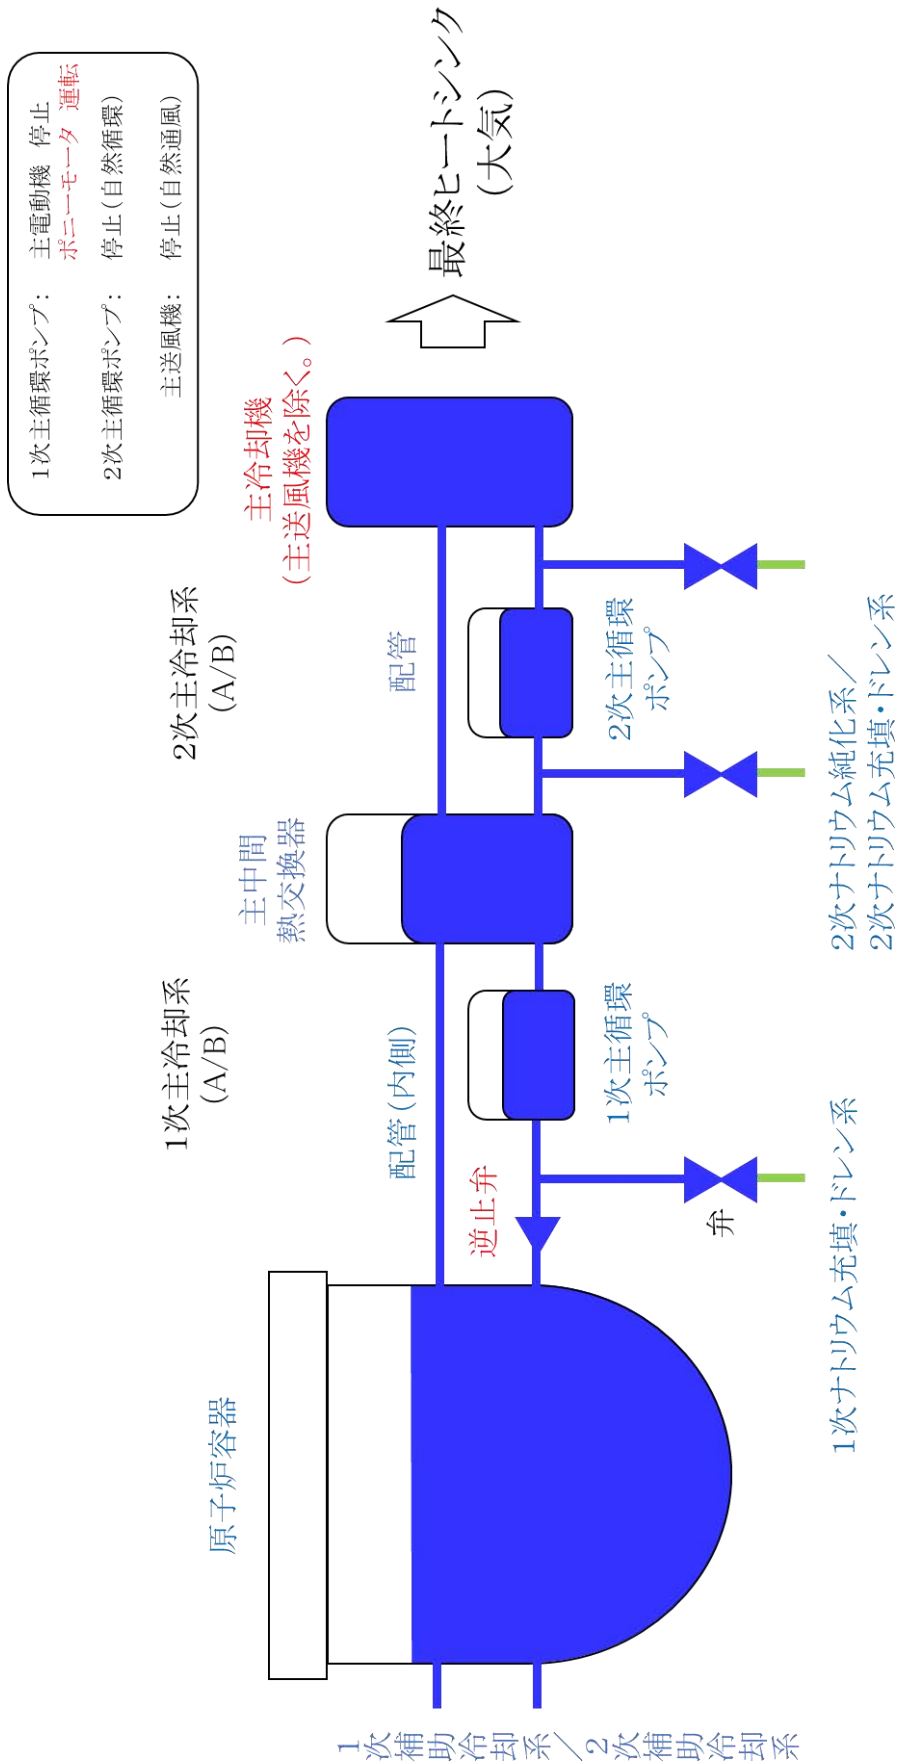 1次主循環ポンプ： 主電動機 停止
ポニーモータ 運転
2次主循環ポンプ： 停止（自然循環）
主送風機： 停止（自然通風）
1次主冷却系
（A/B）
2次主冷却系
（A/B）
原子炉容器
主中間
熱交換器
主冷却機
（主送風機を除く。）
最終ヒートシンク
（大気）
配管（内側）
配管
逆止弁
1次主循環
ポンプ
2次主循環
ポンプ
弁
1次補助冷却系／2次補助冷却系
1次ナトリウム充填・ドレン系
2次ナトリウム純化系／
2次ナトリウム充填・ドレン系